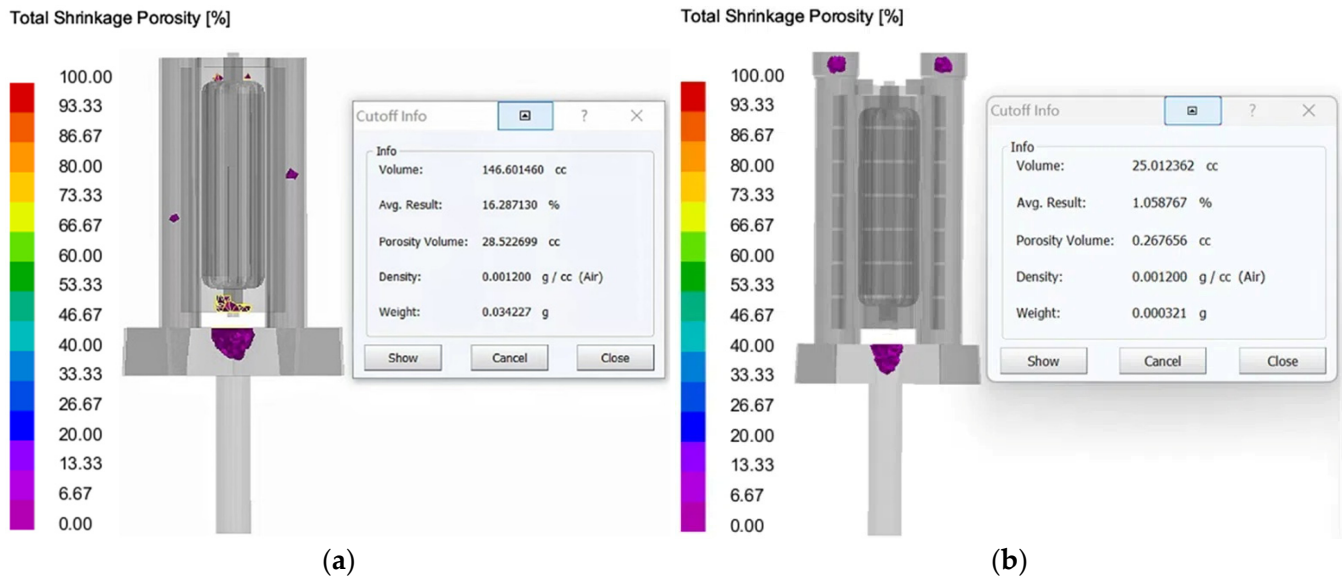 Total Shrinkage Porosity [%]
100.00
93.33
86.67
80.00
73.33
66.67
60.00
53.33
46.67
40.00
33.33
26.67
20.00
13.33
6.67
0.00
Cutoff Info ? ×
Info
Volume: 146.601460 cc
Avg. Result: 16.287130 %
Porosity Volume: 28.522699 cc
Density: 0.001200 g / cc (Air)
Weight: 0.034227 g
Show Cancel Close
(a)
Total Shrinkage Porosity [%]
100.00
93.33
86.67
80.00
73.33
66.67
60.00
53.33
46.67
40.00
33.33
26.67
20.00
13.33
6.67
0.00
Cutoff Info ? ×
Info
Volume: 25.012362 cc
Avg. Result: 1.058767 %
Porosity Volume: 0.267656 cc
Density: 0.001200 g / cc (Air)
Weight: 0.000321 g
Show Cancel Close
(b)